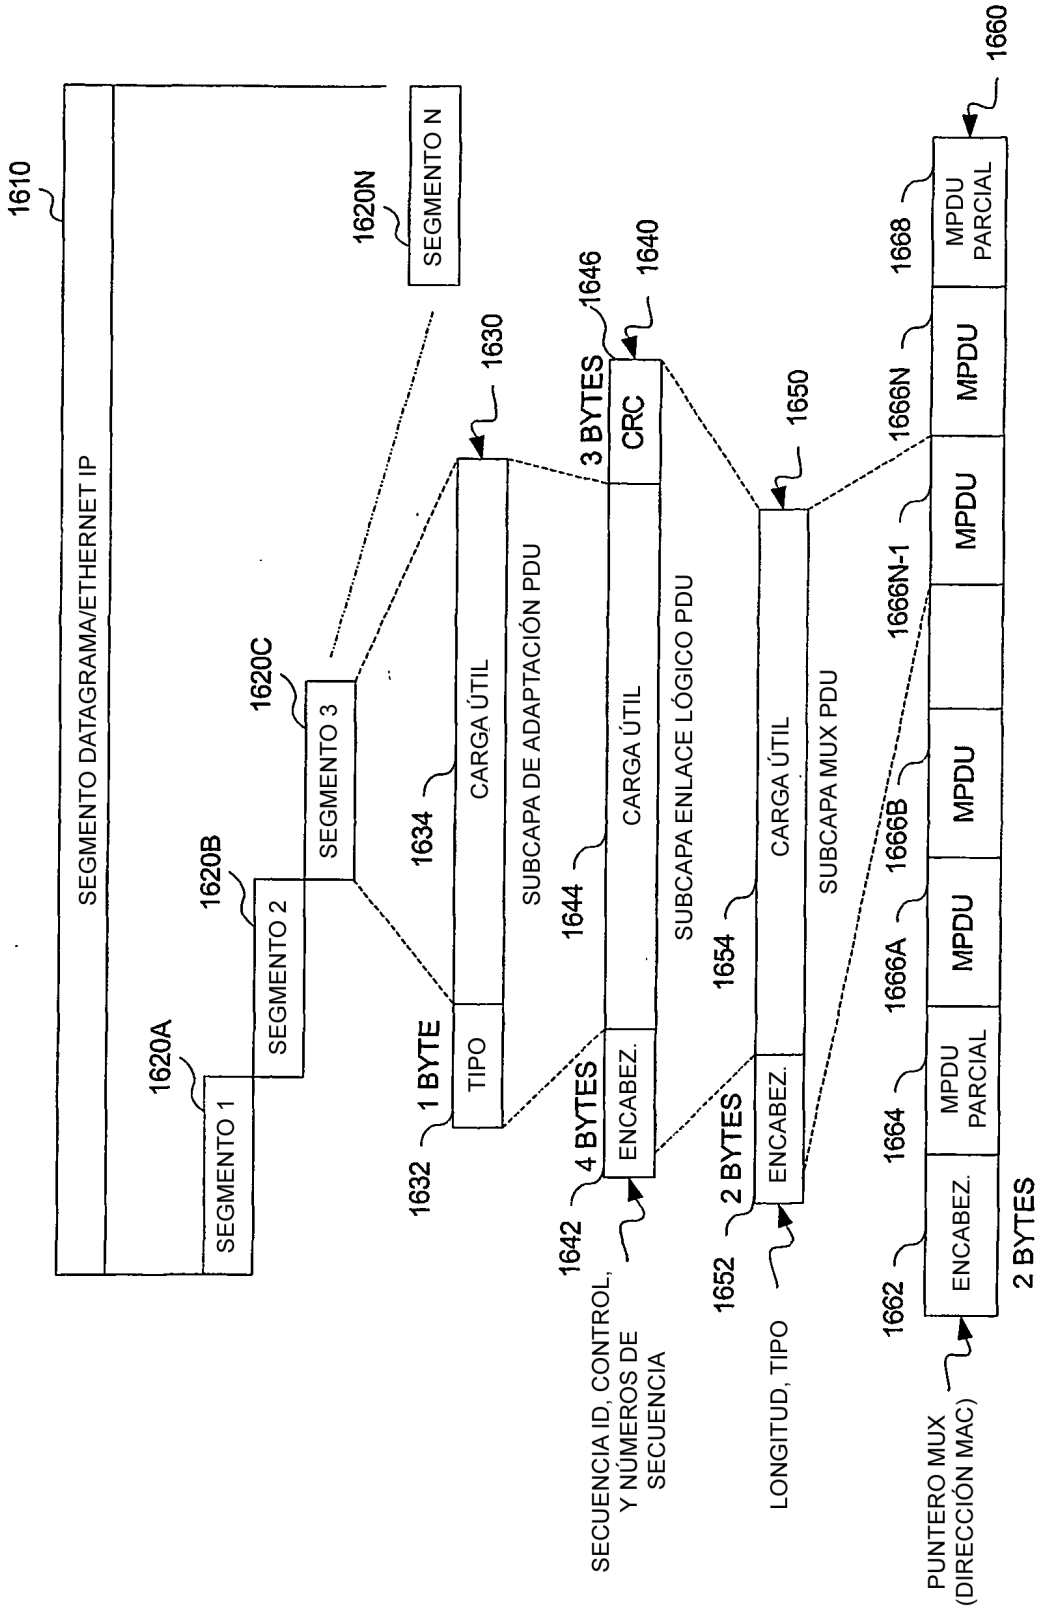 1610
SEGMENTO DATAGRAMA/ETHERNET IP
1620A
SEGMENTO 1
1620B
SEGMENTO 2
1620C
SEGMENTO 3
1620N
SEGMENTO N
1632
1 BYTE
1634
1630
TIPO
CARGA ÚTIL
SUBCAPA DE ADAPTACIÓN PDU
1642
4 BYTES
1644
3 BYTES
1646
1640
ENCABEZ.
CARGA ÚTIL
CRC
SECUENCIA ID, CONTROL,
Y NÚMEROS DE
SECUENCIA
SUBCAPA ENLACE LÓGICO PDU
1652
2 BYTES
1654
1650
LONGITUD, TIPO
ENCABEZ.
CARGA ÚTIL
SUBCAPA MUX PDU
1662
1664
1666A
1666B
1666N-1
1666N
1668
1660
PUNTERO MUX
(DIRECCIÓN MAC)
ENCABEZ.
MPDU
PARCIAL
MPDU
MPDU
MPDU
MPDU
MPDU
PARCIAL
2 BYTES